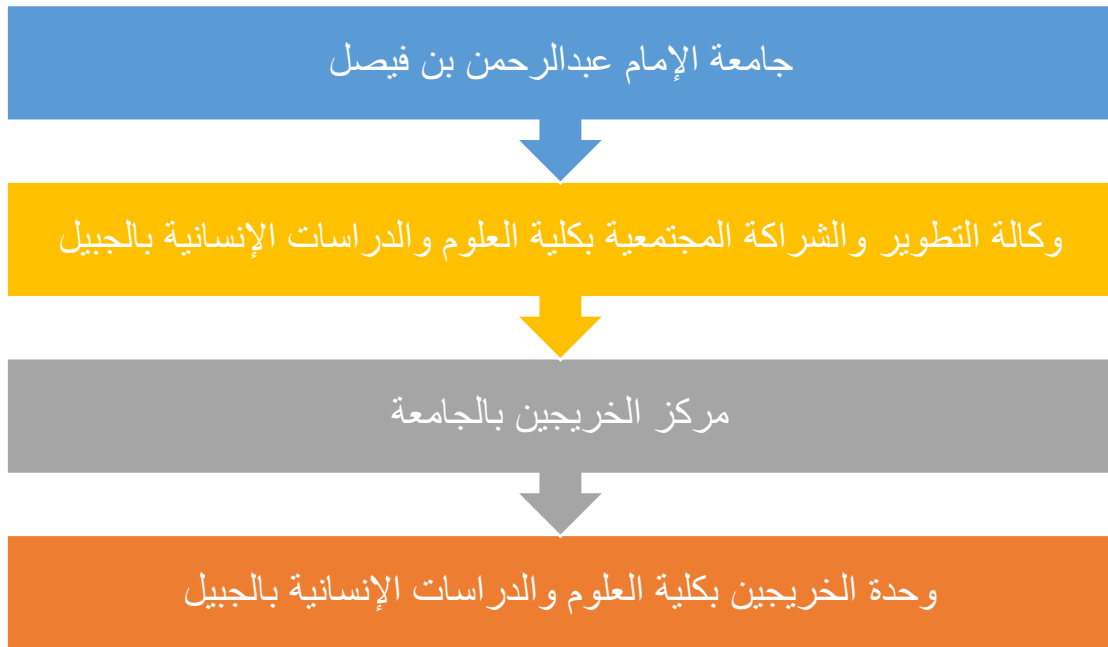 جامعة الإمام عبدالرحمن بن فيصل
وكالة التطوير والشراكة المجتمعية بكلية العلوم والدراسات الإنسانية بالجبيل
مركز الخريجين بالجامعة
وحدة الخريجين بكلية العلوم والدراسات الإنسانية بالجبيل